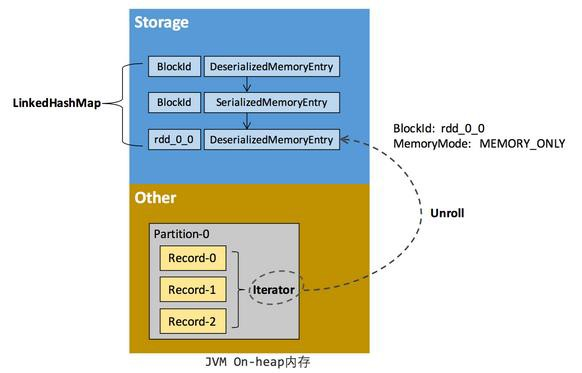 Storage
BlockId DeserializedMemoryEntry
LinkedHashMap
BlockId SerializedMemoryEntry
rdd_0_0 DeserializedMemoryEntry
BlockId: rdd_0_0
MemoryMode: MEMORY_ONLY
Unroll
Other
Partition-0
Record-0
Record-1
Iterator
Record-2
JVM On-heap内存